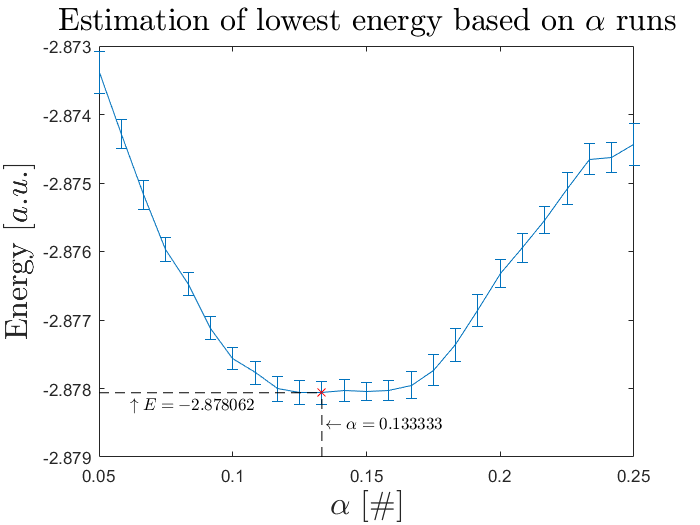 Estimation of lowest energy based on α runs
-2.873
-2.874
-2.875
-2.876
-2.877
-2.878
-2.879
Energy [a.u.]
↑ E = −2.878062
← α = 0.133333
0.05 0.1 0.15 0.2 0.25
α [#]